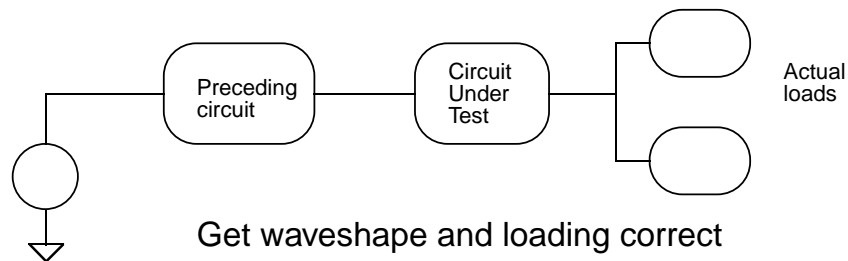 Preceding
circuit
Circuit
Under
Test
Actual
loads
Get waveshape and loading correct